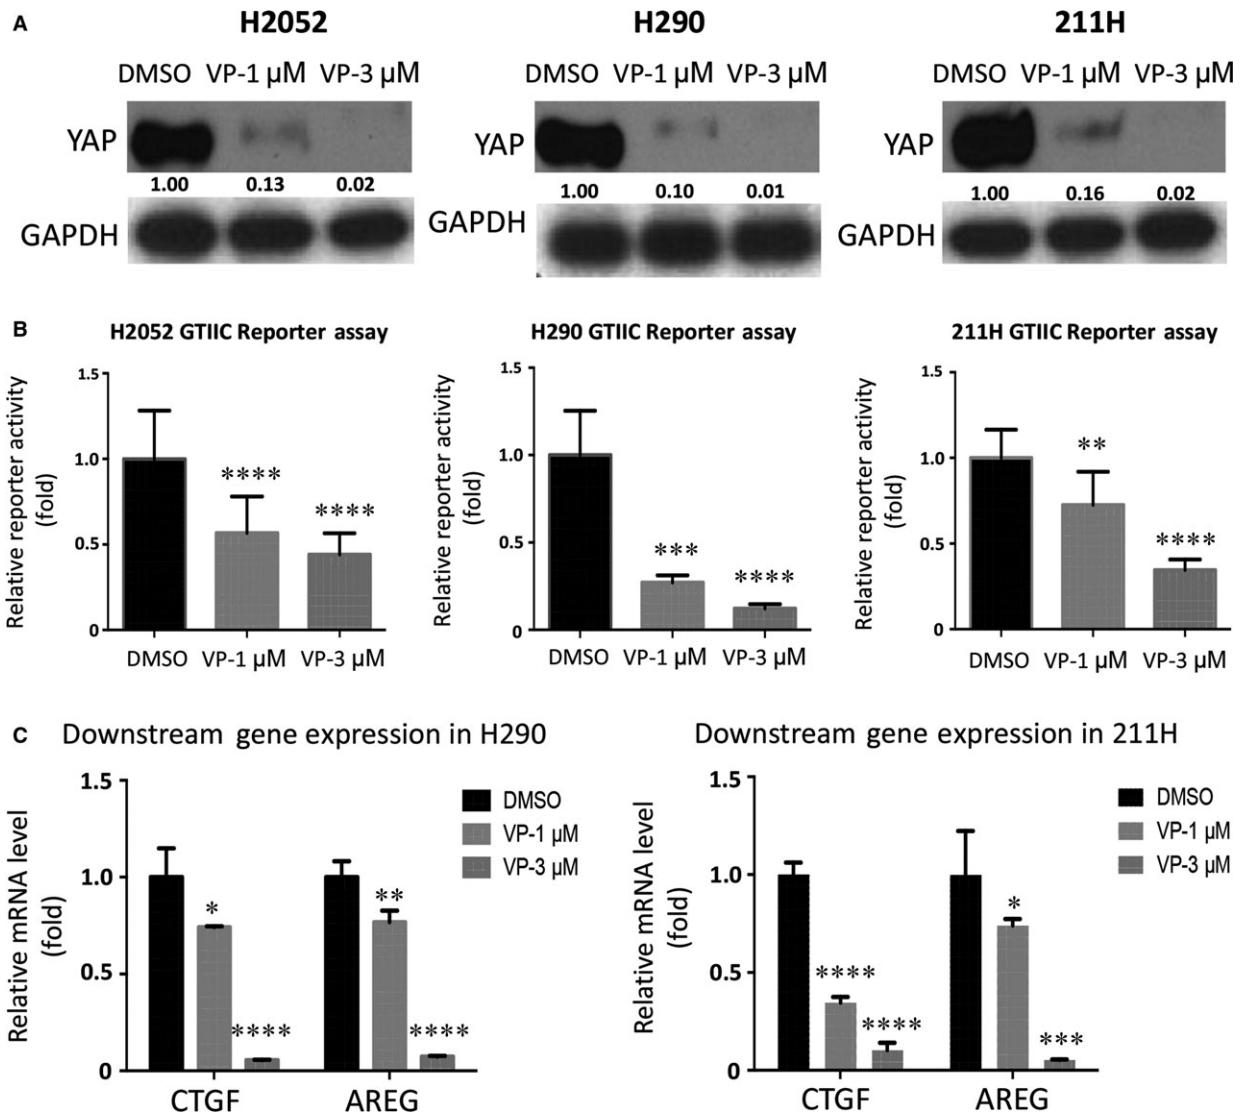 A
H2052
H290
211H
DMSO VP-1 µM VP-3 µM
DMSO VP-1 µM VP-3 µM
DMSO VP-1 µM VP-3 µM
YAP
YAP
YAP
1.00 0.13 0.02
1.00 0.10 0.01
1.00 0.16 0.02
GAPDH
GAPDH
GAPDH
B
H2052 GTIIC Reporter assay
Relative reporter activity
(fold)
1.5
1.0
0.5
0
****
****
DMSO VP-1 µM VP-3 µM
H290 GTIIC Reporter assay
Relative reporter activity
(fold)
1.5
1.0
0.5
0
***
****
DMSO VP-1 µM VP-3 µM
211H GTIIC Reporter assay
Relative reporter activity
(fold)
1.5
1.0
0.5
0
**
****
DMSO VP-1 µM VP-3 µM
C
Downstream gene expression in H290
Relative mRNA level
(fold)
1.5
1.0
0.5
0
DMSO
VP-1 µM
VP-3 µM
*
****
**
****
CTGF AREG
Downstream gene expression in 211H
Relative mRNA level
(fold)
1.5
1.0
0.5
0
DMSO
VP-1 µM
VP-3 µM
****
****
*
***
CTGF AREG